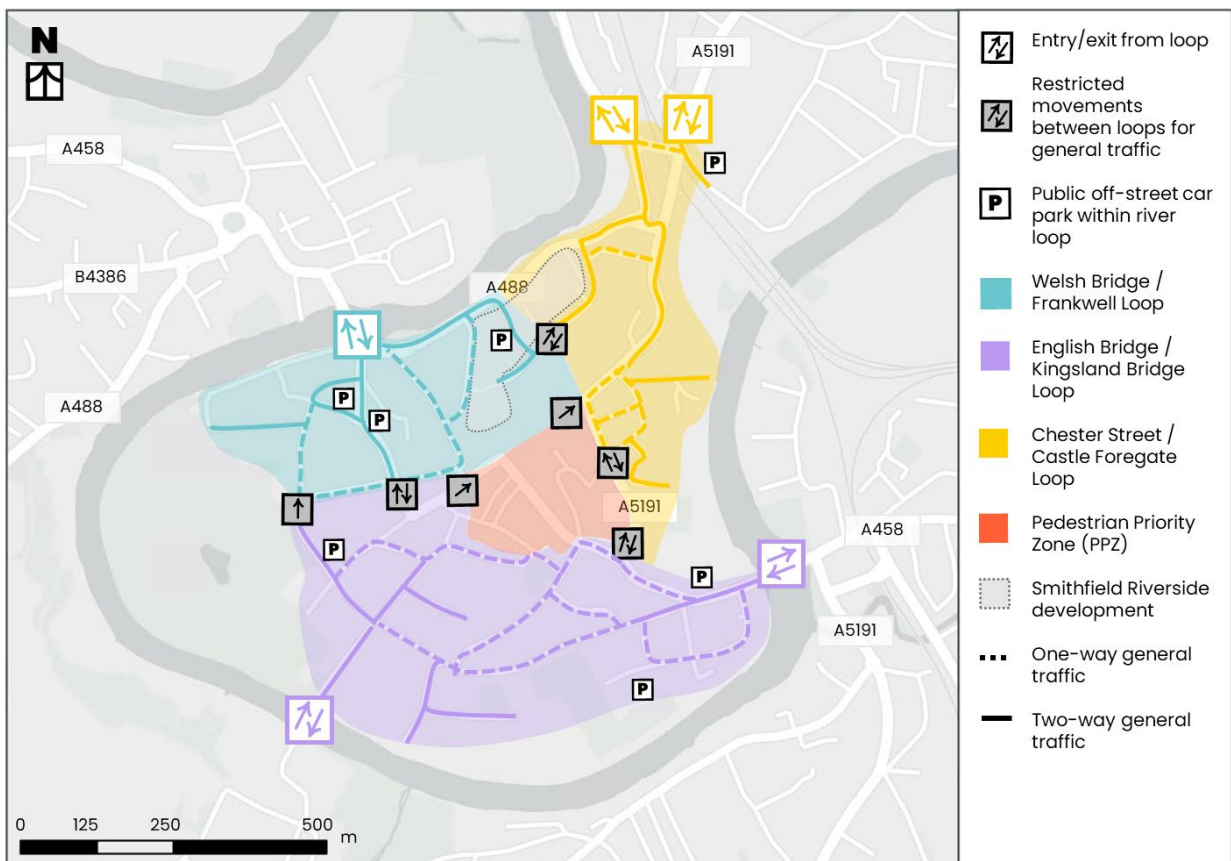 N
A5191
A458
P
B4386
A488
P
A488
P
P
A5191
P
A458
P
A5191
P
0 125 250 500
m
Entry/exit from loop
Restricted
movements
between loops for
general traffic
P
Public off-street car
park within river
loop
Welsh Bridge /
Frankwell Loop
English Bridge /
Kingsland Bridge
Loop
Chester Street /
Castle Foregate
Loop
Pedestrian Priority
Zone (PPZ)
Smithfield Riverside
development
One-way general
traffic
Two-way general
traffic